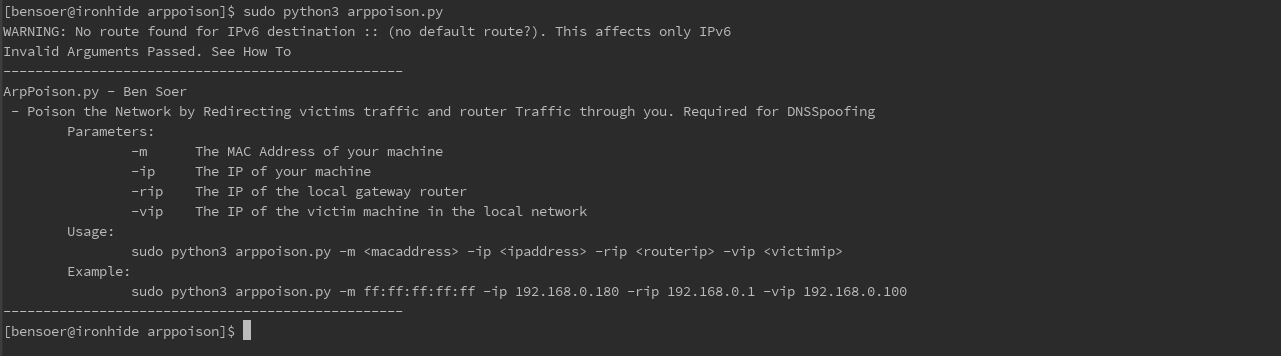 [bensoer@ironhide arppoison]$ sudo python3 arppoison.py
WARNING: No route found for IPv6 destination :: (no default route?). This affects only IPv6
Invalid Arguments Passed. See How To
--------------------------------------------------
ArpPoison.py - Ben Soer
 - Poison the Network by Redirecting victims traffic and router Traffic through you. Required for DNSSpoofing
        Parameters:
                -m      The MAC Address of your machine
                -ip     The IP of your machine
                -rip    The IP of the local gateway router
                -vip    The IP of the victim machine in the local network
        Usage:
                sudo python3 arppoison.py -m <macaddress> -ip <ipaddress> -rip <routerip> -vip <victimip>
        Example:
                sudo python3 arppoison.py -m ff:ff:ff:ff:ff -ip 192.168.0.180 -rip 192.168.0.1 -vip 192.168.0.100
--------------------------------------------------
[bensoer@ironhide arppoison]$